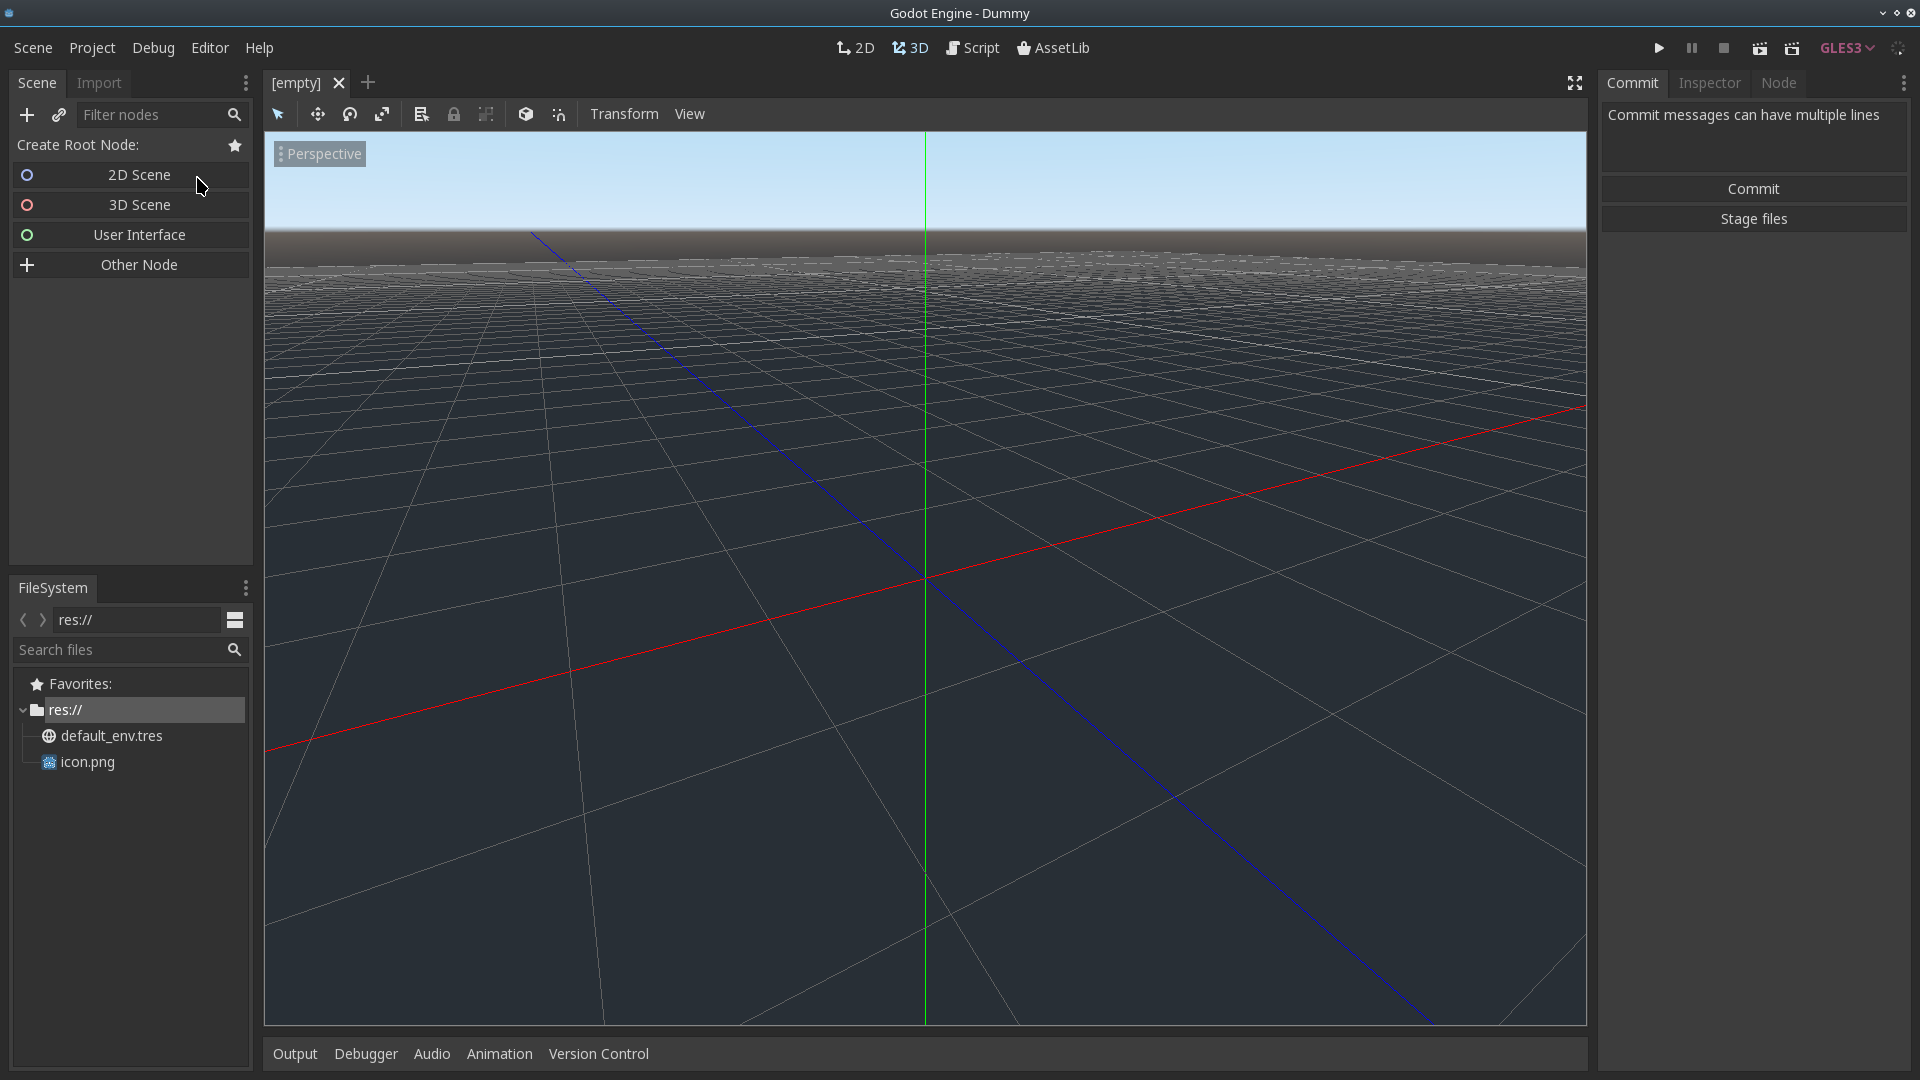 Godot Engine - Dummy
Scene Project Debug Editor Help
2D 3D Script AssetLib
GLES3
Scene Import
Filter nodes
Create Root Node:
2D Scene
3D Scene
User Interface
Other Node
FileSystem
res://
Search files
Favorites:
res://
default_env.tres
icon.png
[empty]
Transform View
Perspective
Output Debugger Audio Animation Version Control
Commit Inspector Node
Commit messages can have multiple lines
Commit
Stage files